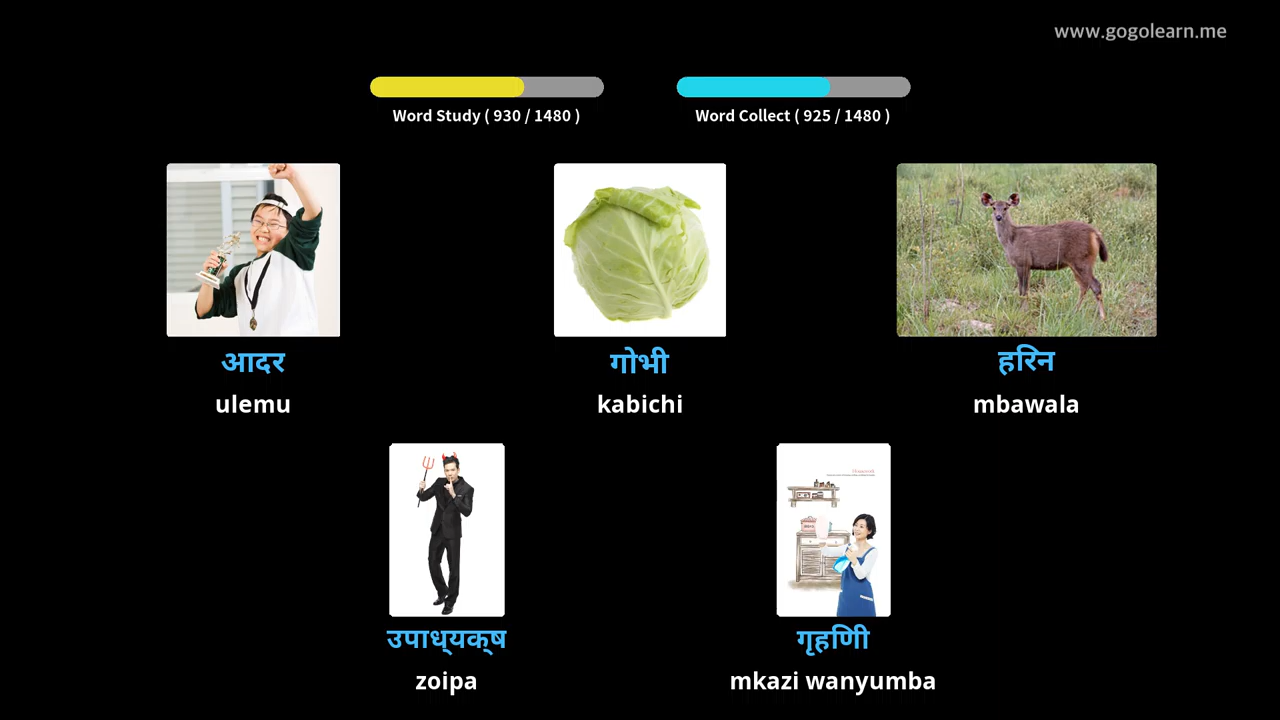 www.gogolearn.me
Word Study ( 930 / 1480 )
Word Collect ( 925 / 1480 )
आदर
गोभी
हरिन
ulemu
kabichi
mbawala
उपाध्यक्ष
गृहणिी
zoipa
mkazi wanyumba